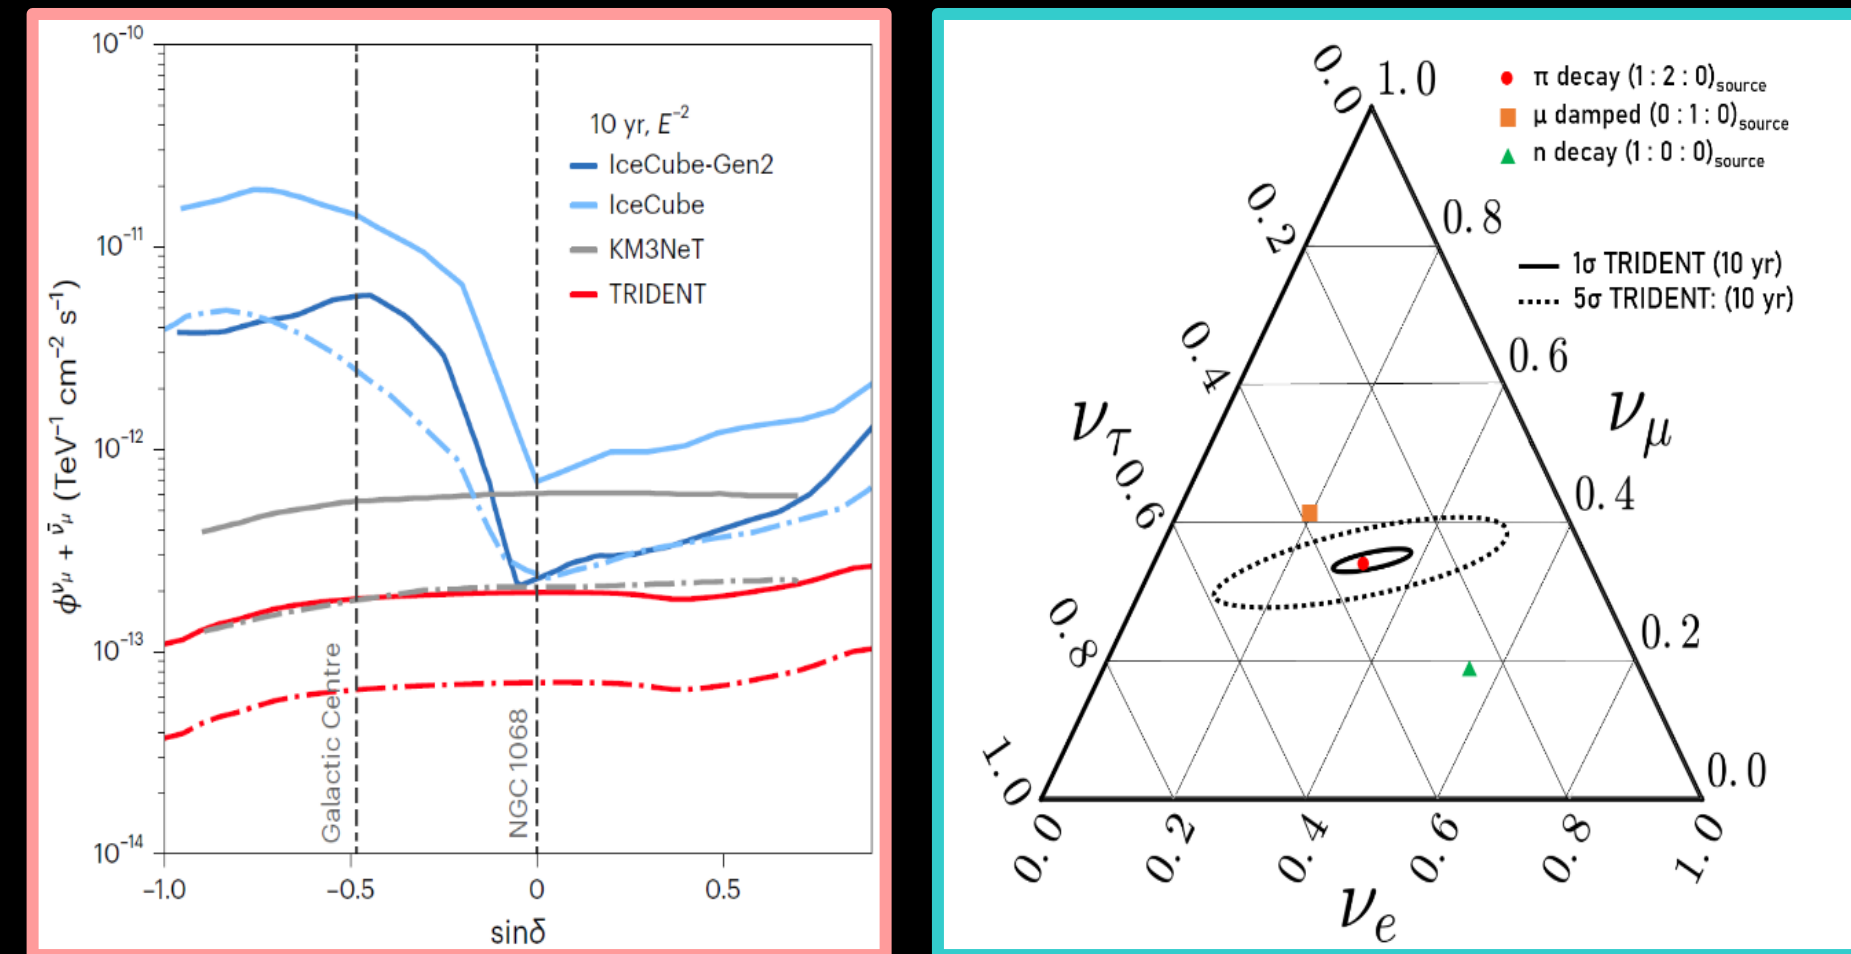 10⁻¹⁰
10⁻¹¹
10⁻¹²
10⁻¹³
10⁻¹⁴
ϕ^{ν_μ + ν̄_μ} (TeV⁻¹ cm⁻² s⁻¹)
10 yr, E⁻²
IceCube-Gen2
IceCube
KM3NeT
TRIDENT
Galactic Centre
NGC 1068
–1.0
–0.5
0
0.5
sinδ
π decay (1 : 2 : 0)source
μ damped (0 : 1 : 0)source
n decay (1 : 0 : 0)source
1σ TRIDENT (10 yr)
5σ TRIDENT: (10 yr)
0.0
0.2
0.4
0.6
0.8
1.0
ντ
1.0
0.8
0.6
0.4
0.2
0.0
νμ
0.0
0.2
0.4
0.6
0.8
1.0
νe